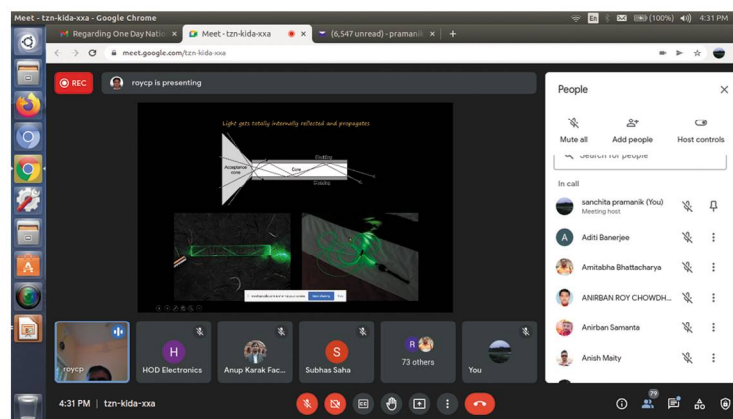 Meet - tzn-kida-xxa - Google Chrome
En
(100%)
4:31 PM
Regarding One Day Natio
Meet - tzn-kida-xxa
(6,547 unread) - pramanik
meet.google.com/tzn-kida-xxa
REC
roycp is presenting
Light gets totally internally reflected and propagates
Acceptance
cone
Core
Cladding
Cladding
roycp
H
HOD Electronics
Anup Karak Fac...
S
Subhas Saha
R
73 others
You
4:31 PM | tzn-kida-xxa
People
Mute all
Add people
Host controls
Search for people
In call
sanchita pramanik (You)
Meeting host
A
Aditi Banerjee
Amitabha Bhattacharya
ANIRBAN ROY CHOWDH...
Anirban Samanta
Anish Maity
79